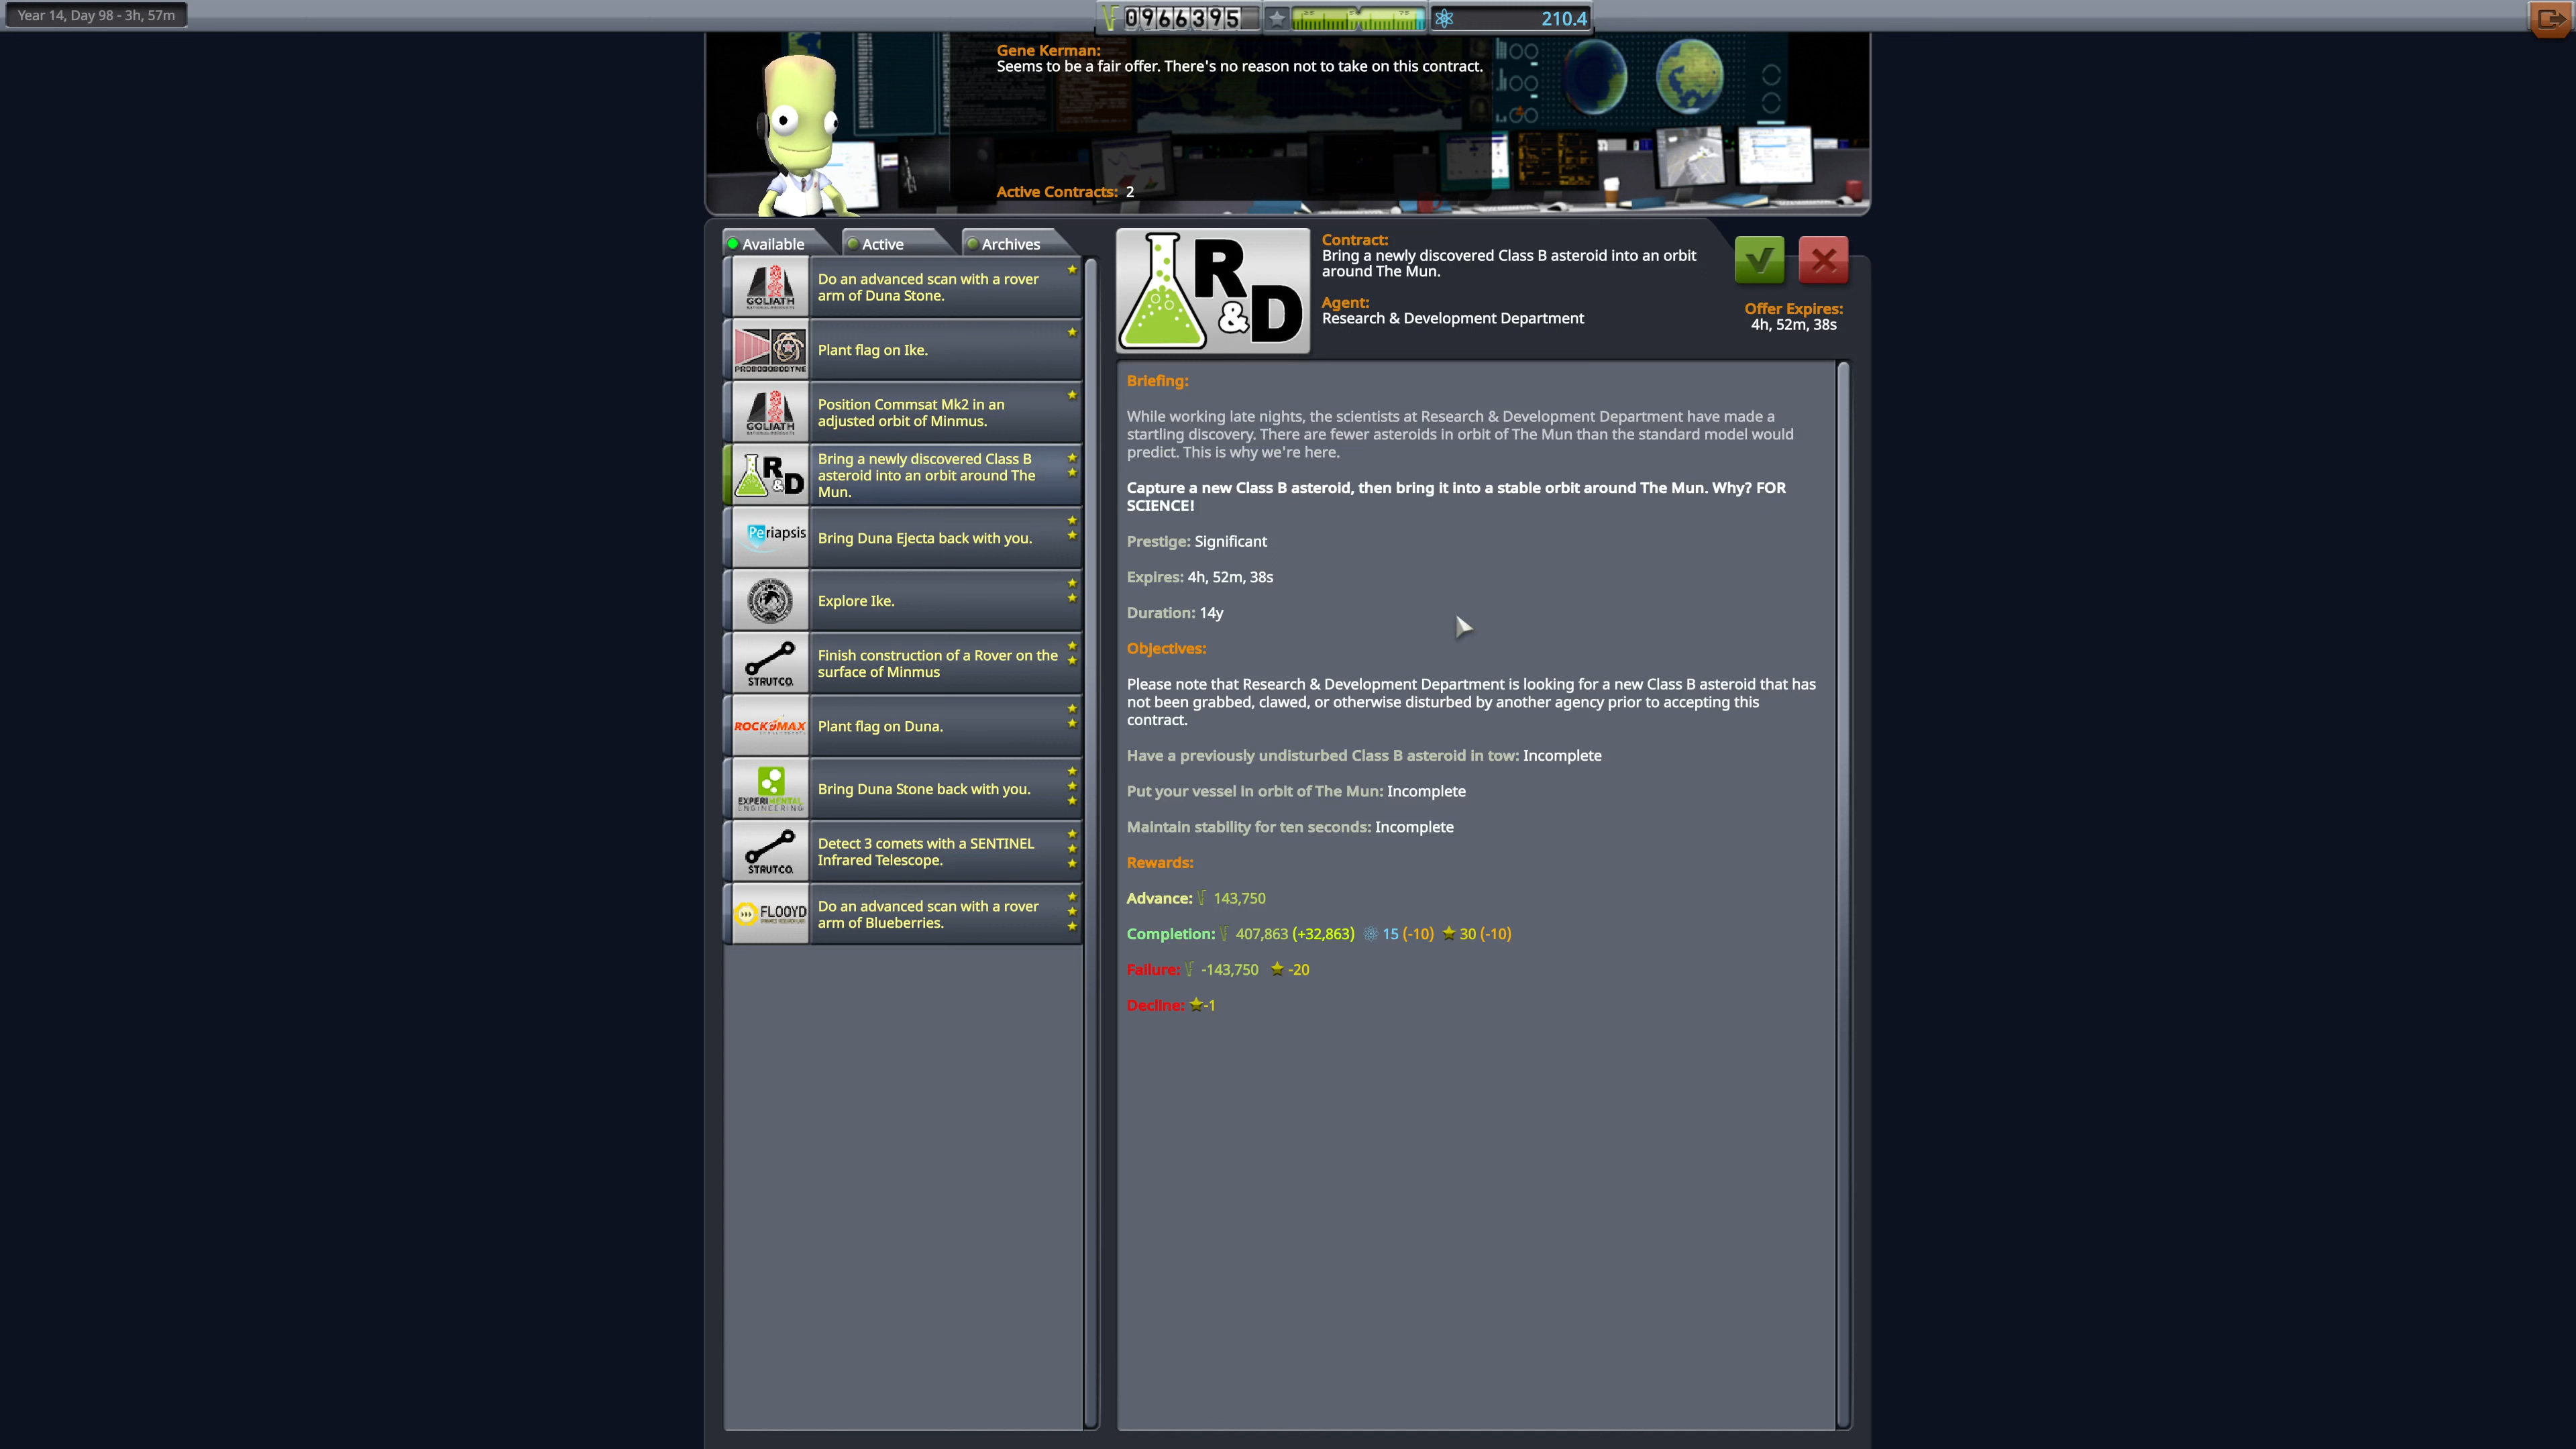 Year 14, Day 98 - 3h, 57m
0966395
210.4
Gene Kerman:
Seems to be a fair offer. There's no reason not to take on this contract.
Active Contracts: 2
Available
Active
Archives
GOLIATH
NATIONAL PRODUCTS
Do an advanced scan with a rover
arm of Duna Stone.
PROBODOBODYNE
Plant flag on Ike.
GOLIATH
NATIONAL PRODUCTS
Position Commsat Mk2 in an
adjusted orbit of Minmus.
R&D
Bring a newly discovered Class B
asteroid into an orbit around The
Mun.
Periapsis
Bring Duna Ejecta back with you.
Explore Ike.
STRUTCO.
Finish construction of a Rover on the
surface of Minmus
ROCKOMAX
Plant flag on Duna.
EXPERIMENTAL
ENGINEERING
Bring Duna Stone back with you.
STRUTCO.
Detect 3 comets with a SENTINEL
Infrared Telescope.
FLOOYD
Do an advanced scan with a rover
arm of Blueberries.
R&D
Contract:
Bring a newly discovered Class B asteroid into an orbit
around The Mun.
Agent:
Research & Development Department
Offer Expires:
4h, 52m, 38s
Briefing:
While working late nights, the scientists at Research & Development Department have made a
startling discovery. There are fewer asteroids in orbit of The Mun than the standard model would
predict. This is why we're here.
Capture a new Class B asteroid, then bring it into a stable orbit around The Mun. Why? FOR
SCIENCE!
Prestige: Significant
Expires: 4h, 52m, 38s
Duration: 14y
Objectives:
Please note that Research & Development Department is looking for a new Class B asteroid that has
not been grabbed, clawed, or otherwise disturbed by another agency prior to accepting this
contract.
Have a previously undisturbed Class B asteroid in tow: Incomplete
Put your vessel in orbit of The Mun: Incomplete
Maintain stability for ten seconds: Incomplete
Rewards:
Advance: 143,750
Completion: 407,863 (+32,863) 15 (-10) 30 (-10)
Failure: -143,750 -20
Decline: -1